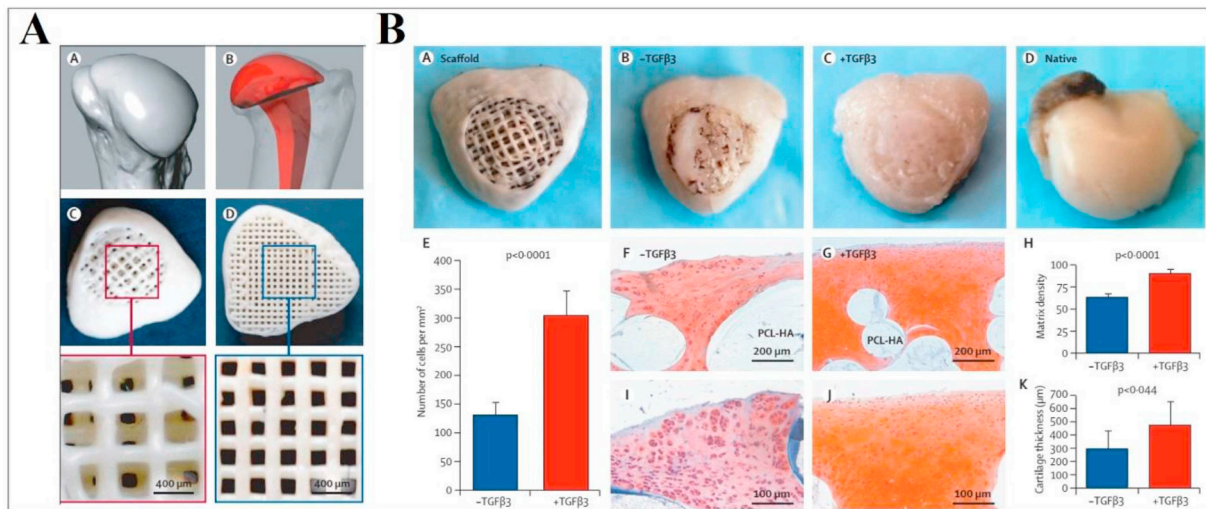 A
A
B
C
D
400 μm
400 μm
B
A Scaffold
B −TGFβ3
C +TGFβ3
D Native
E
p<0·0001
Number of cells per mm²
400
350
300
250
200
150
100
50
0
−TGFβ3
+TGFβ3
F −TGFβ3
PCL-HA
200 μm
G +TGFβ3
PCL-HA
200 μm
H
p<0·0001
Matrix density
100
75
50
25
0
−TGFβ3
+TGFβ3
I
100 μm
J
100 μm
K
p<0·044
Cartilage thickness (μm)
700
600
500
400
300
200
100
0
−TGFβ3
+TGFβ3